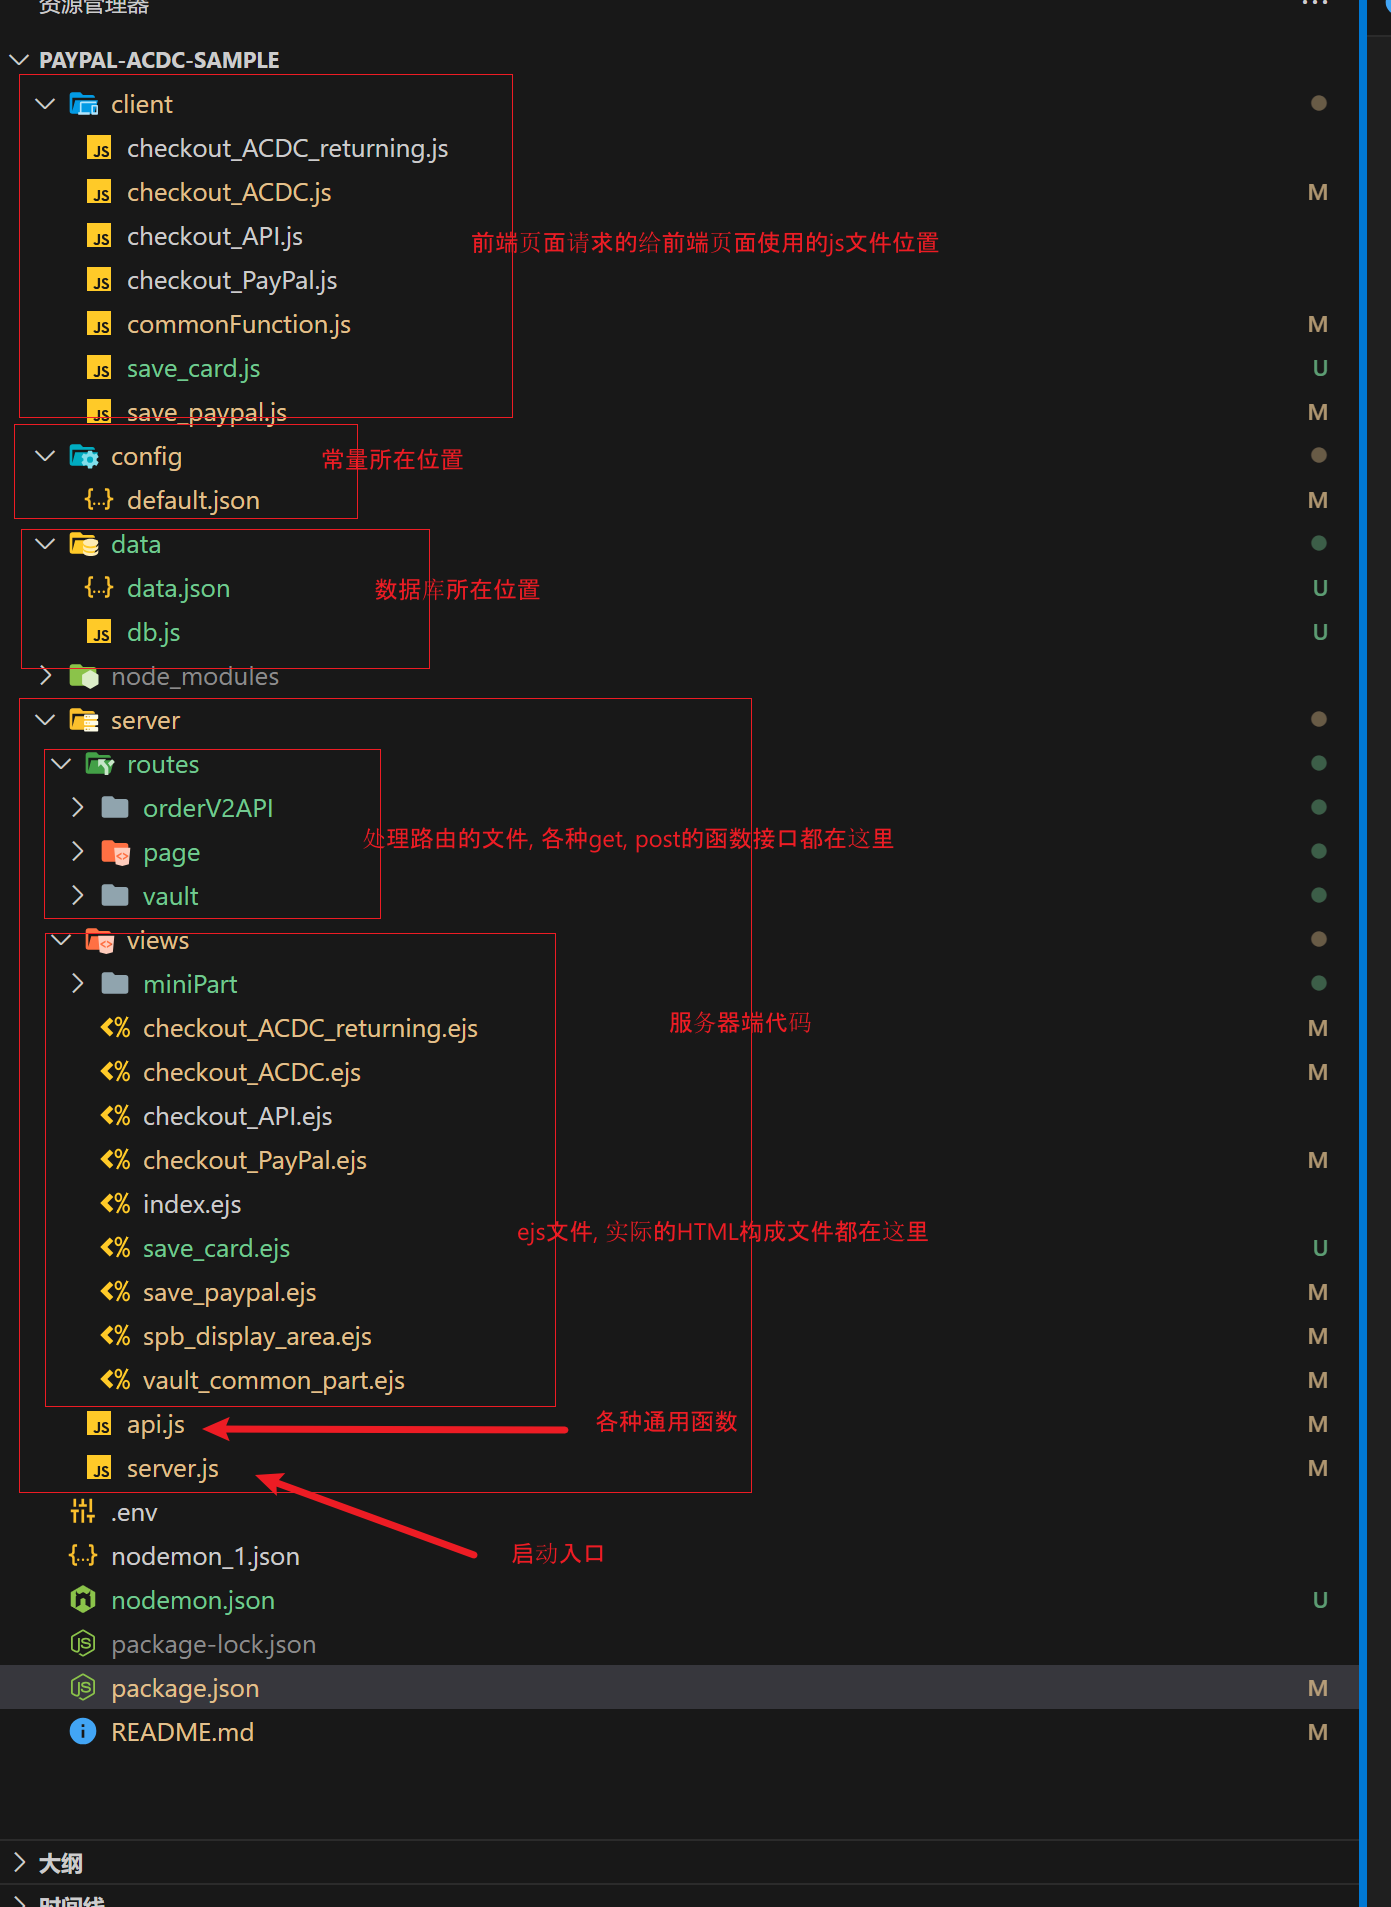 资源管理器
PAYPAL-ACDC-SAMPLE
client
checkout_ACDC_returning.js
checkout_ACDC.js M
checkout_API.js
前端页面请求的给前端页面使用的js文件位置
checkout_PayPal.js
commonFunction.js M
save_card.js U
save_paypal.js M
config 常量所在位置
default.json M
data
data.json 数据库所在位置 U
db.js U
node_modules
server
routes
orderV2API
处理路由的文件, 各种get, post的函数接口都在这里
page
vault
views
miniPart
checkout_ACDC_returning.ejs 服务器端代码 M
checkout_ACDC.ejs M
checkout_API.ejs
checkout_PayPal.ejs M
index.ejs
ejs文件, 实际的HTML构成文件都在这里
save_card.ejs U
save_paypal.ejs M
spb_display_area.ejs M
vault_common_part.ejs M
api.js 各种通用函数 M
server.js M
.env
nodemon_1.json 启动入口
nodemon.json U
package-lock.json
package.json M
README.md M
大纲
时间线